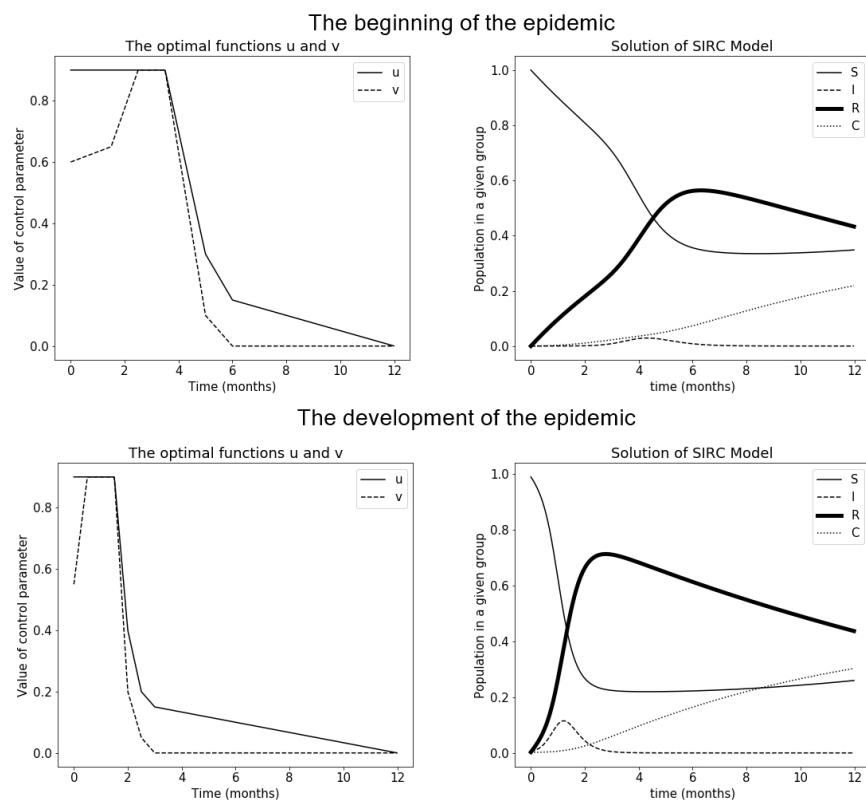 The beginning of the epidemic
The optimal functions u and v
Solution of SIRC Model
u
v
S
I
R
C
Value of control parameter
0.8
0.6
0.4
0.2
0.0
0 2 4 6 8 10 12
Time (months)
Population in a given group
1.0
0.8
0.6
0.4
0.2
0.0
0 2 4 6 8 10 12
time (months)
The development of the epidemic
The optimal functions u and v
Solution of SIRC Model
u
v
S
I
R
C
Value of control parameter
0.8
0.6
0.4
0.2
0.0
0 2 4 6 8 10 12
Time (months)
Population in a given group
1.0
0.8
0.6
0.4
0.2
0.0
0 2 4 6 8 10 12
time (months)